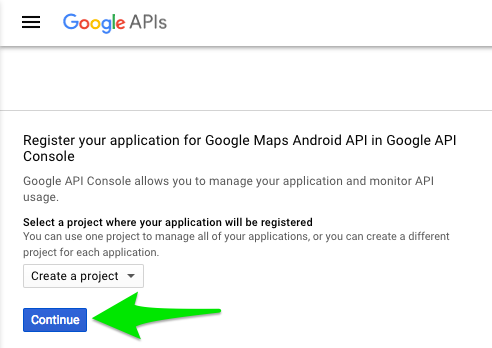 Google APIs
Register your application for Google Maps Android API in Google API
Console
Google API Console allows you to manage your application and monitor API
usage.
Select a project where your application will be registered
You can use one project to manage all of your applications, or you can create a different
project for each application.
Create a project
Continue